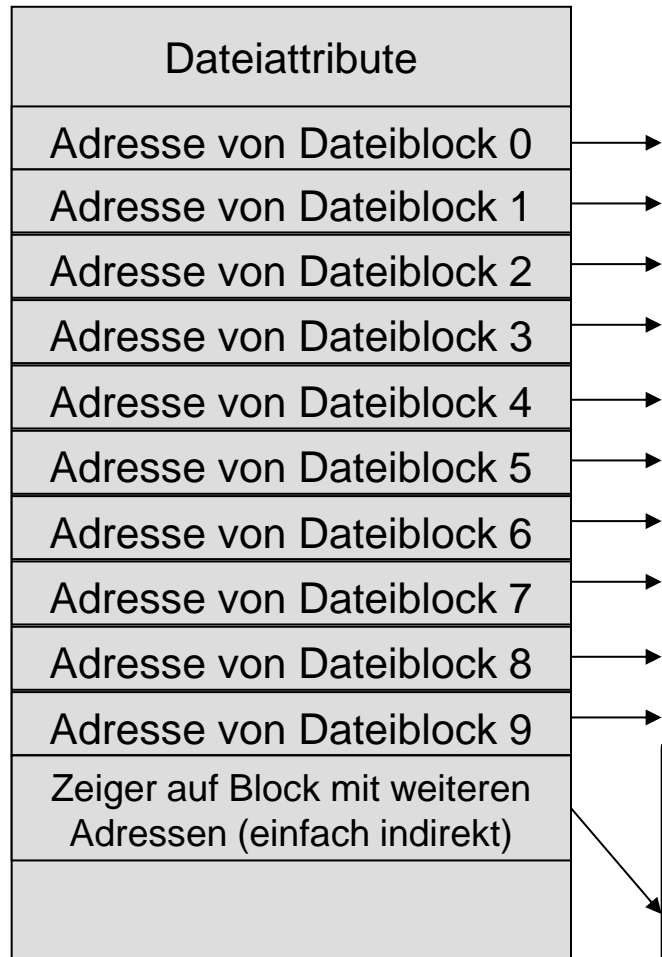 Dateiattribute
Adresse von Dateiblock 0
Adresse von Dateiblock 1
Adresse von Dateiblock 2
Adresse von Dateiblock 3
Adresse von Dateiblock 4
Adresse von Dateiblock 5
Adresse von Dateiblock 6
Adresse von Dateiblock 7
Adresse von Dateiblock 8
Adresse von Dateiblock 9
Zeiger auf Block mit weiteren
Adressen (einfach indirekt)